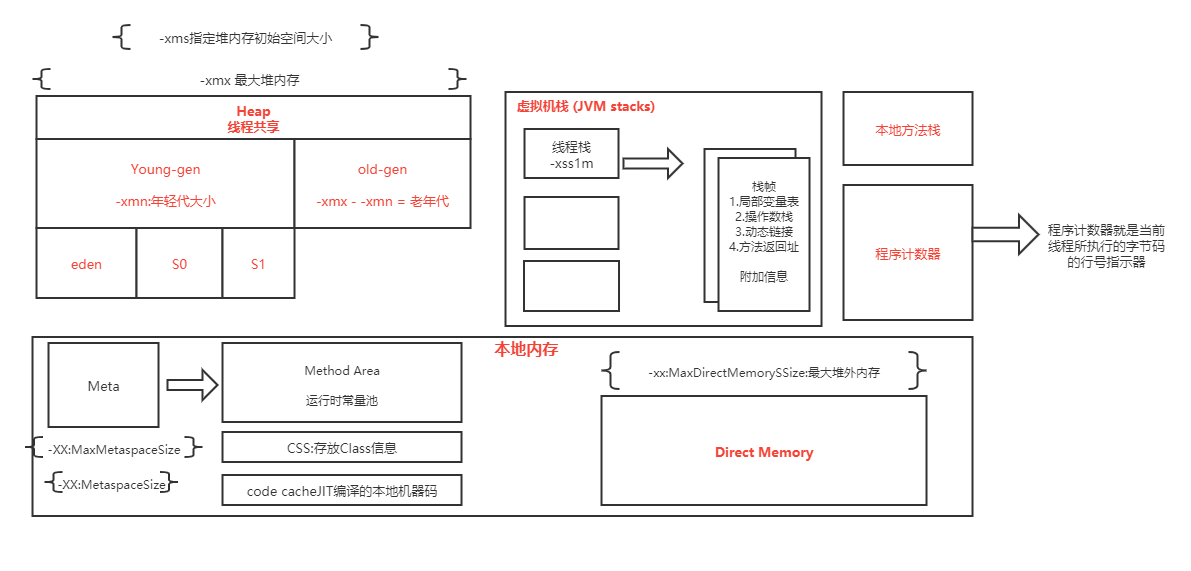 -xms指定堆内存初始空间大小
-xmx 最大堆内存
Heap
线程共享
Young-gen
-xmn:年轻代大小
old-gen
-xmx - -xmn = 老年代
eden
S0
S1
虚拟机栈 (JVM stacks)
线程栈
-xss1m
栈帧
1.局部变量表
2.操作数栈
3.动态链接
4.方法返回址
附加信息
本地方法栈
程序计数器
程序计数器就是当前
线程所执行的字节码
的行号指示器
本地内存
Meta
Method Area
运行时常量池
-XX:MaxMetaspaceSize
CSS:存放Class信息
-XX:MetaspaceSize
code cacheJIT编译的本地机器码
-xx:MaxDirectMemorySSize:最大堆外内存
Direct Memory